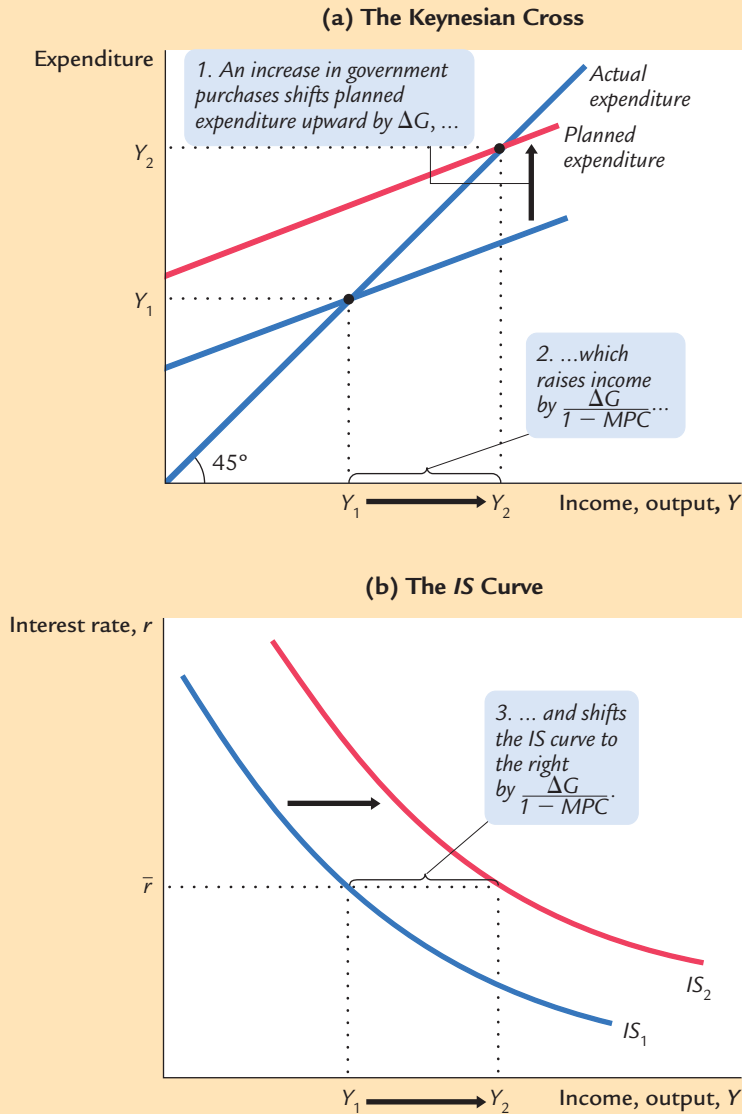 (a) The Keynesian Cross
Expenditure
1. An increase in government
purchases shifts planned
expenditure upward by ΔG, ...
Actual
expenditure
Planned
expenditure
Y₂
Y₁
2. ...which
raises income
by ΔG/1 − MPC...
45°
Y₁
Y₂
Income, output, Y
(b) The IS Curve
Interest rate, r
3. ... and shifts
the IS curve to
the right
by ΔG/1 − MPC.
r̄
IS₂
IS₁
Y₁
Y₂
Income, output, Y